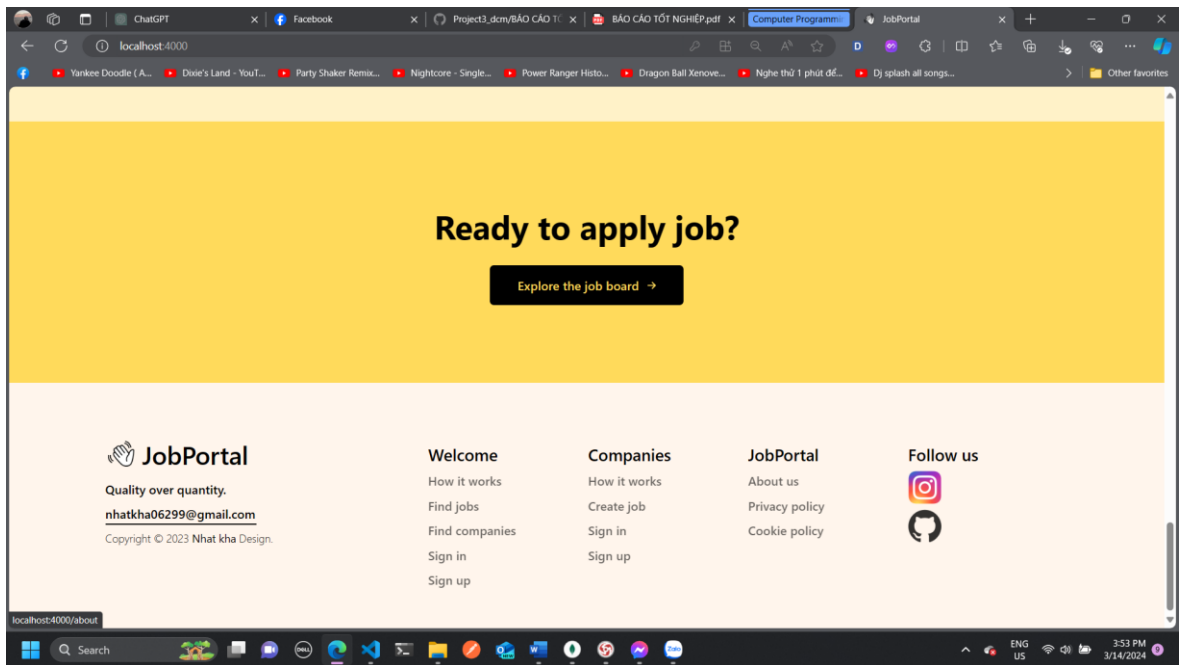 ChatGPT
Facebook
Project3_dcm/BÁO CÁO TỐ
BÁO CÁO TỐT NGHIỆP.pdf
Computer Programme
JobPortal
localhost:4000
Yankee Doodle ( A...
Dixie's Land - YouT...
Party Shaker Remix...
Nightcore - Single...
Power Ranger Histo...
Dragon Ball Xenove...
Nghe thử 1 phút để...
Dj splash all songs...
Other favorites
Ready to apply job?
Explore the job board →
JobPortal
Quality over quantity.
nhatkha06299@gmail.com
Copyright © 2023 Nhat kha Design.
Welcome
How it works
Find jobs
Find companies
Sign in
Sign up
Companies
How it works
Create job
Sign in
Sign up
JobPortal
About us
Privacy policy
Cookie policy
Follow us
localhost:4000/about
Search
DELL
Zalo
ENG
US
3:53 PM
3/14/2024
9